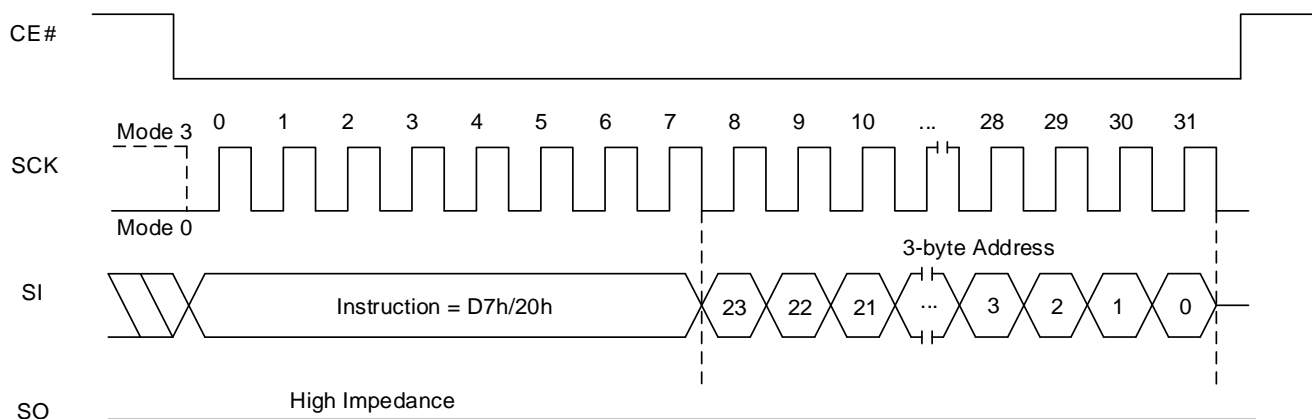 CE#
0 1 2 3 4 5 6 7 8 9 10 ... 28 29 30 31
Mode 3
SCK
Mode 0
3-byte Address
SI
Instruction = D7h/20h 23 22 21 ... 3 2 1 0
High Impedance
SO